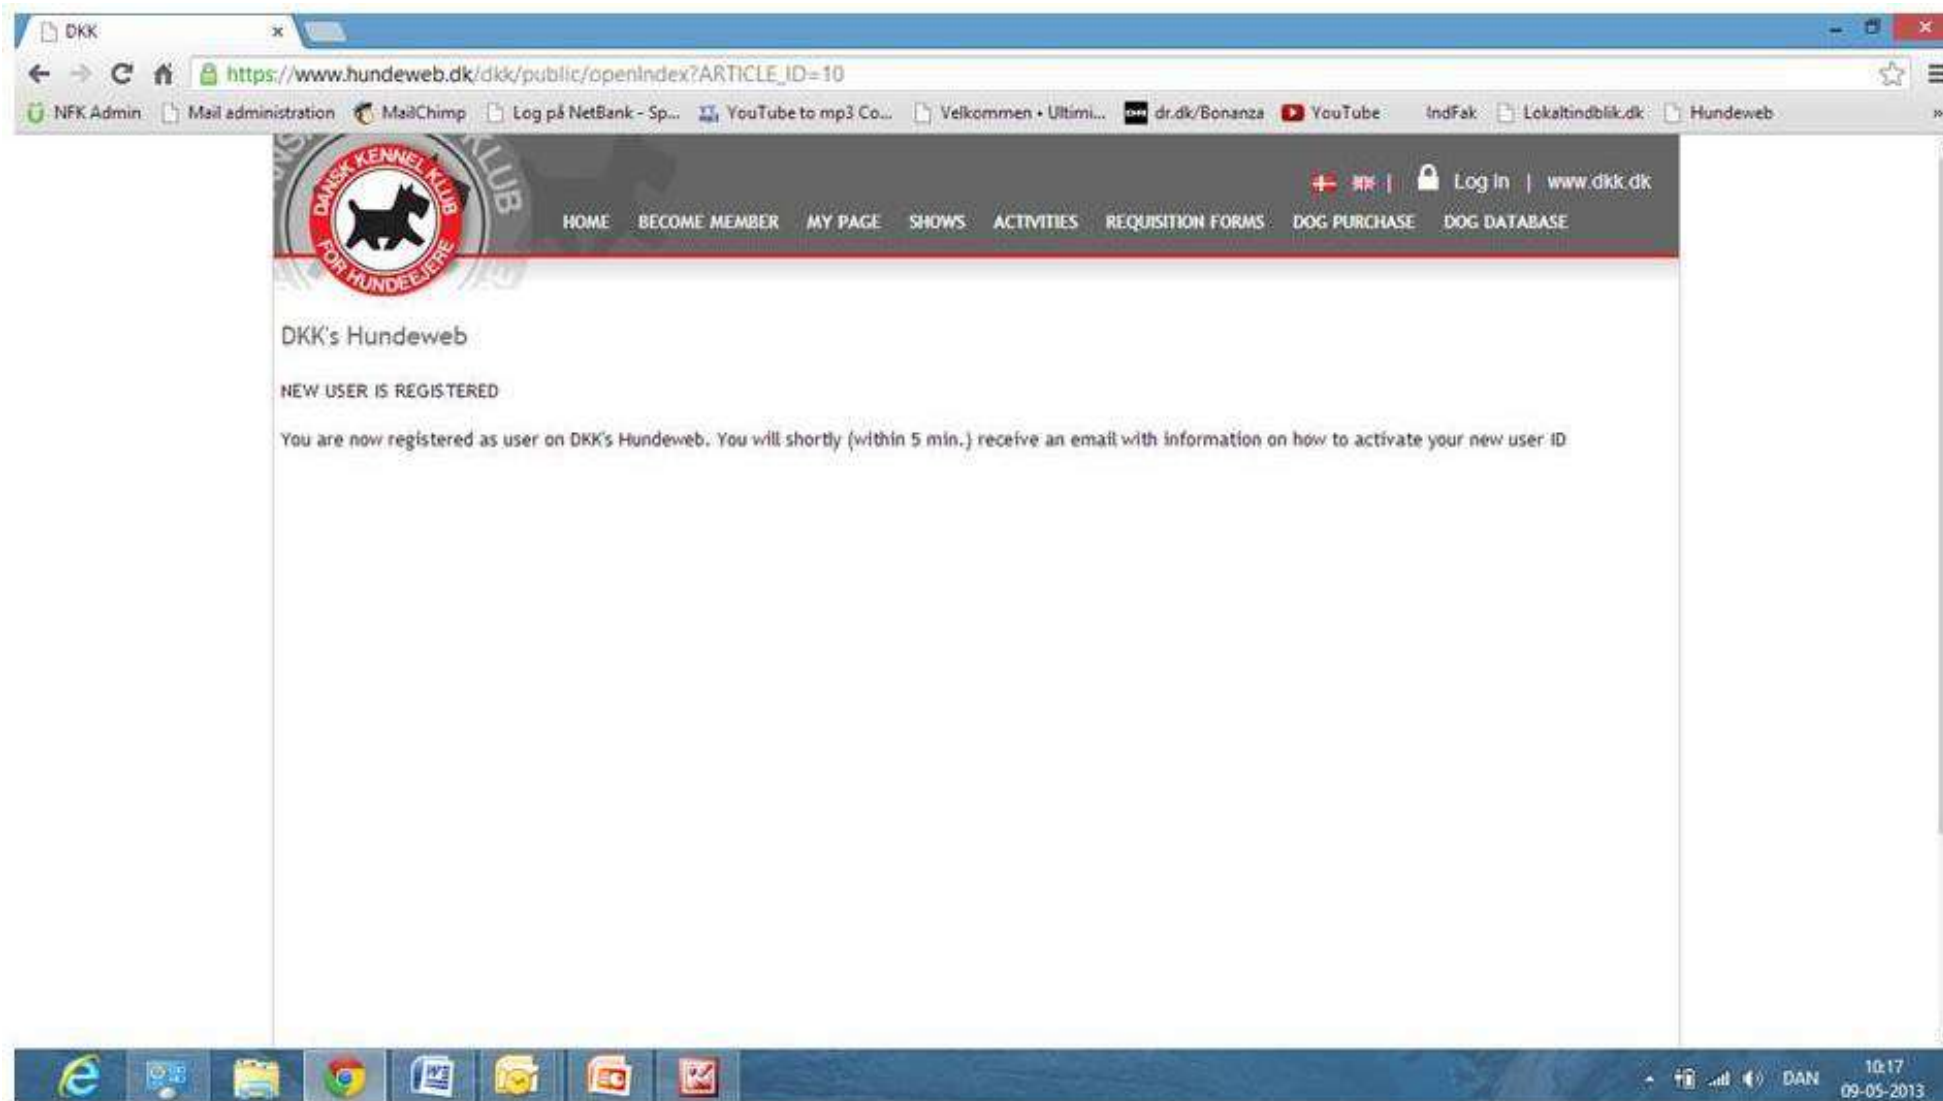 DKK
https://www.hundeweb.dk/dkk/public/openIndex?ARTICLE_ID=10
NFK Admin Mail administration MailChimp Log på NetBank - Sp... YouTube to mp3 Co... Velkommen • Ultimi... dr.dk/Bonanza YouTube IndFak Lokaltindblik.dk Hundeweb »
DANSK KENNEL KLUB
FOR HUNDEEJERE
KLUB
| Log in | www.dkk.dk
HOME BECOME MEMBER MY PAGE SHOWS ACTIVITIES REQUISITION FORMS DOG PURCHASE DOG DATABASE
DKK's Hundeweb
NEW USER IS REGISTERED
You are now registered as user on DKK's Hundeweb. You will shortly (within 5 min.) receive an email with information on how to activate your new user ID
DAN
10:17
09-05-2013